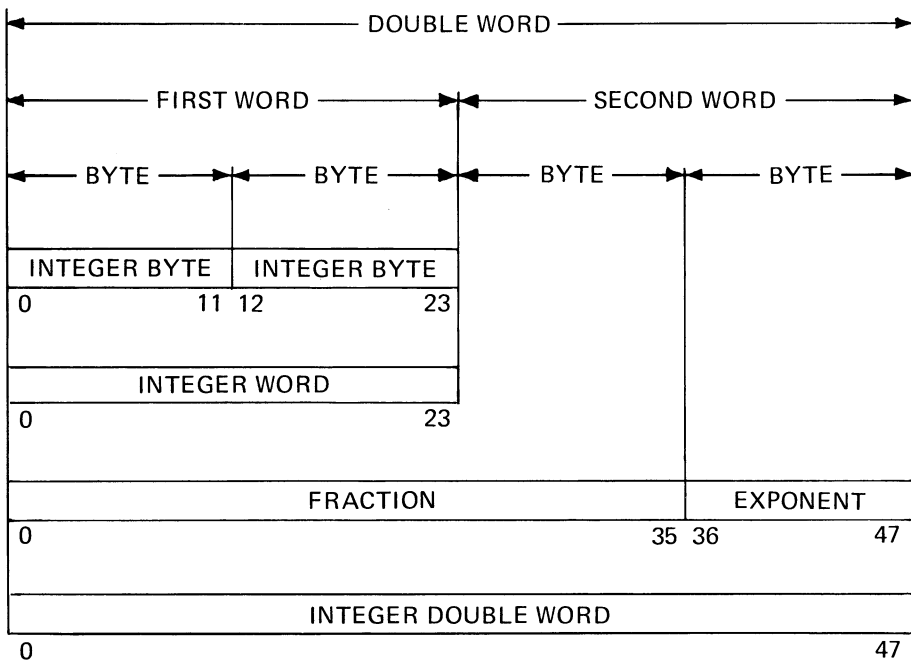 DOUBLE WORD
FIRST WORD SECOND WORD
BYTE BYTE BYTE BYTE
INTEGER BYTE INTEGER BYTE
0 11 12 23
INTEGER WORD
0 23
FRACTION EXPONENT
0 35 36 47
INTEGER DOUBLE WORD
0 47